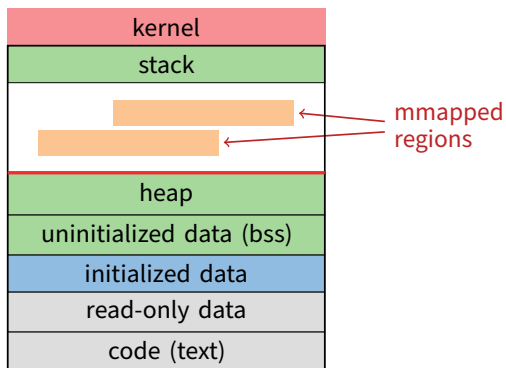 kernel
stack
mmapped
regions
heap
uninitialized data (bss)
initialized data
read-only data
code (text)